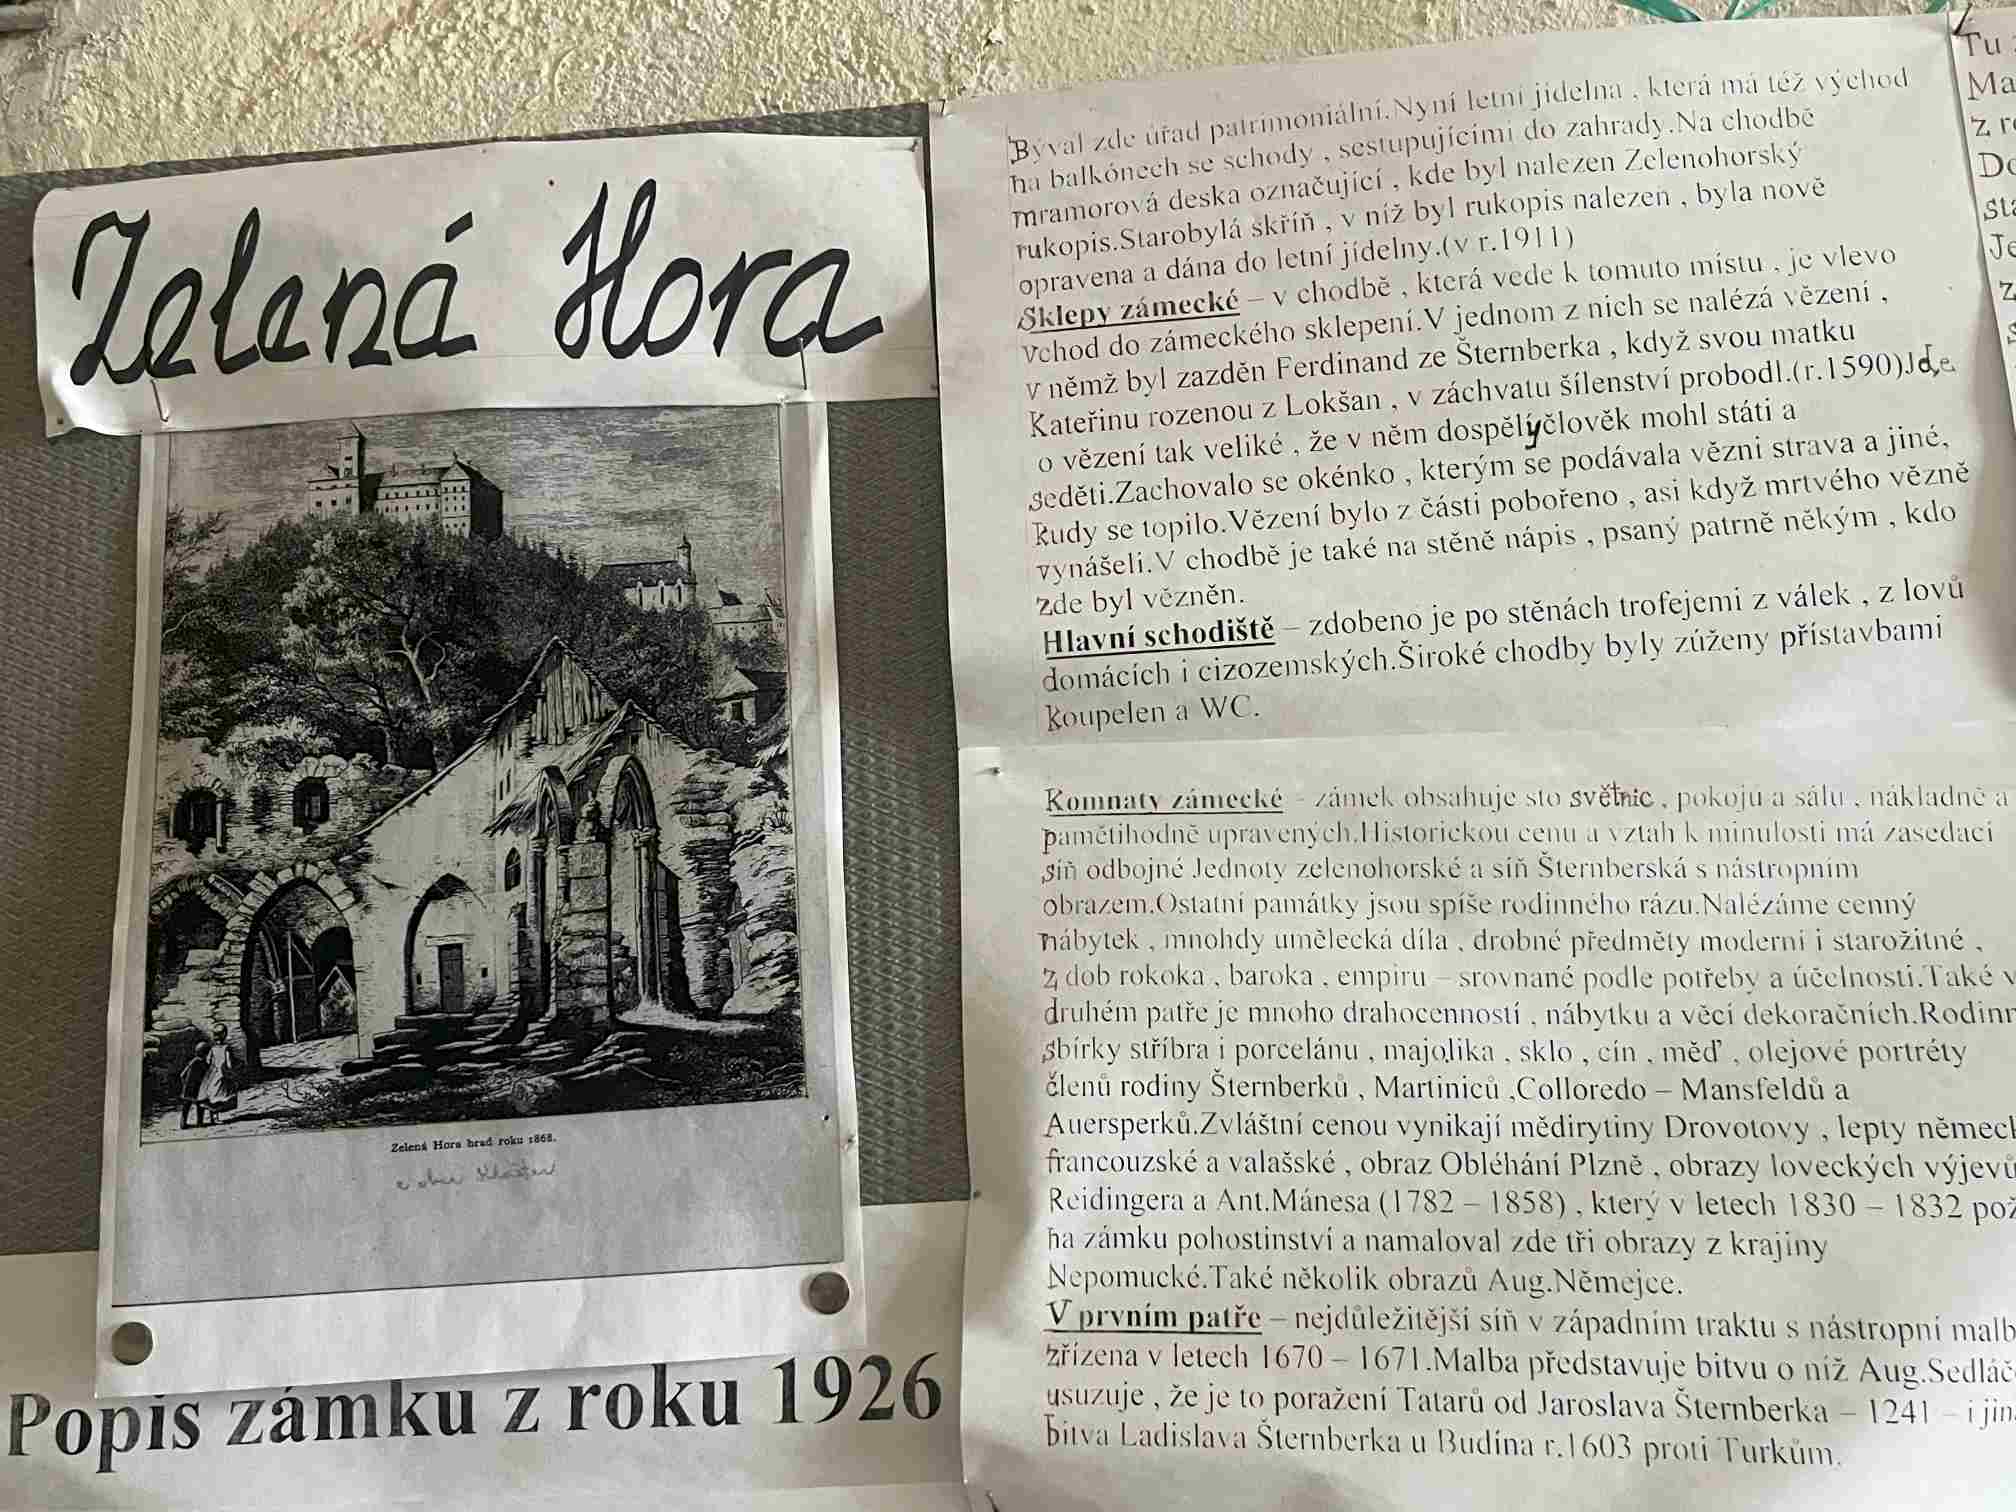 Zelená Hora
Zelená Hora hrad roku 1868.
a obec Klášter
Popis zámku z roku 1926
Býval zde úřad patrimoniální.Nyní letní jídelna , která má též východ
na balkónech se schody , sestupujícími do zahrady.Na chodbě
mramorová deska označující , kde byl nalezen Zelenohorský
rukopis.Starobylá skříň , v níž byl rukopis nalezen , byla nově
opravena a dána do letní jídelny.(v r.1911)
Sklepy zámecké – v chodbě , která vede k tomuto místu , je vlevo
vchod do zámeckého sklepení.V jednom z nich se nalézá vězení ,
v němž byl zazděn Ferdinand ze Šternberka , když svou matku
Kateřinu rozenou z Lokšan , v záchvatu šílenství probodl.(r.1590)Jde
o vězení tak veliké , že v něm dospělý člověk mohl státi a
seděti.Zachovalo se okénko , kterým se podávala vězni strava a jiné,
kudy se topilo.Vězení bylo z části pobořeno , asi když mrtvého vězně
vynášeli.V chodbě je také na stěně nápis , psaný patrně někým , kdo
zde byl vězněn.
Hlavní schodiště – zdobeno je po stěnách trofejemi z válek , z lovů
domácích i cizozemských.Široké chodby byly zúženy přístavbami
koupelen a WC.
Komnaty zámecké – zámek obsahuje sto světnic , pokoju a sálu , nákladně a
pamětihodně upravených.Historickou cenu a vztah k minulosti má zasedací
síň odbojné Jednoty zelenohorské a síň Šternberská s nástropním
obrazem.Ostatní památky jsou spíše rodinného rázu.Nalézáme cenný
nábytek , mnohdy umělecká díla , drobné předměty moderní i starožitné ,
z dob rokoka , baroka , empiru – srovnané podle potřeby a účelnosti.Také v
druhém patře je mnoho drahocenností , nábytku a věcí dekoračních.Rodinn
sbírky stříbra i porcelánu , majolika , sklo , cín , měď , olejové portréty
členů rodiny Šternberků , Martiniců ,Colloredo – Mansfeldů a
Auersperků.Zvláštní cenou vynikají mědirytiny Drovotovy , lepty německ
francouzské a valašské , obraz Obléhání Plzně , obrazy loveckých výjevů
Reidingera a Ant.Mánesa (1782 – 1858) , který v letech 1830 – 1832 pož
na zámku pohostinství a namaloval zde tři obrazy z krajiny
Nepomucké.Také několik obrazů Aug.Němejce.
V prvním patře – nejdůležitější síň v západním traktu s nástropní malb
zřízena v letech 1670 – 1671.Malba představuje bitvu o níž Aug.Sedláč
usuzuje , že je to poražení Tatarů od Jaroslava Šternberka – 1241 – i jin
bitva Ladislava Šternberka u Budína r.1603 proti Turkům.
Tu
Ma
z
Do
sta
Je
z